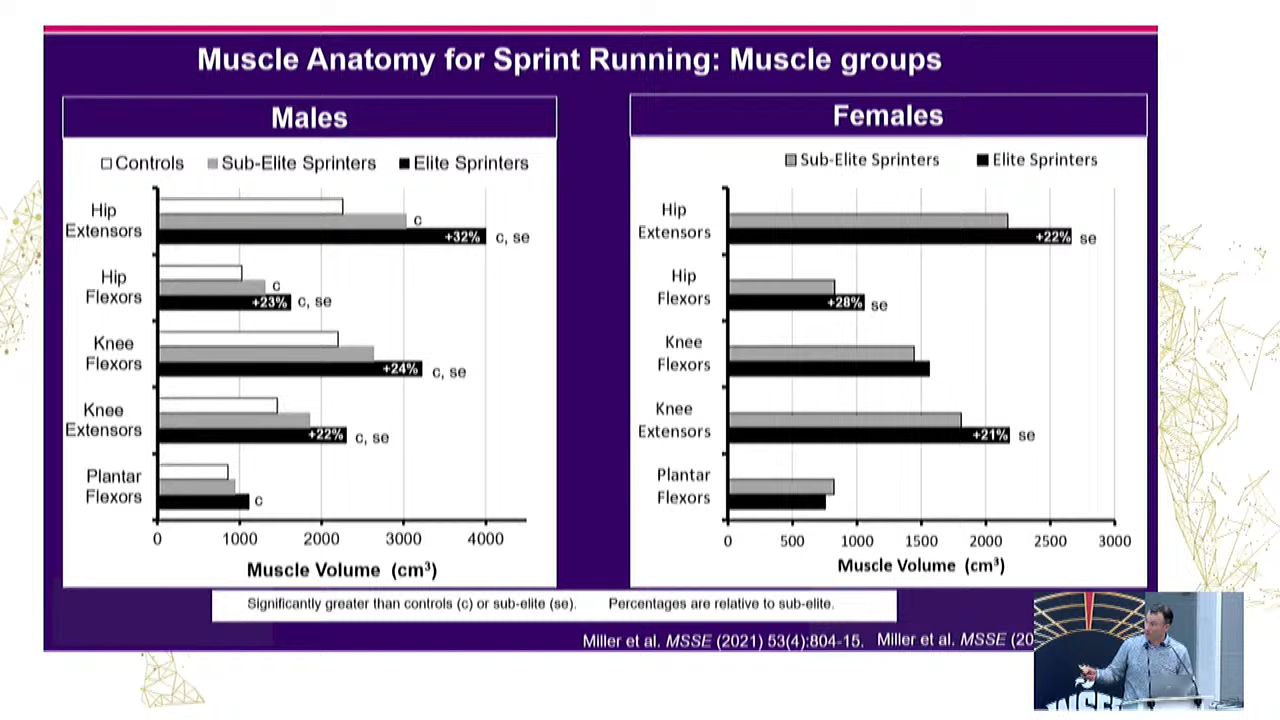 Muscle Anatomy for Sprint Running: Muscle groups
Males
Controls Sub-Elite Sprinters Elite Sprinters
Hip
Extensors
c
+32% c, se
Hip
Flexors
c
+23% c, se
Knee
Flexors
+24% c, se
Knee
Extensors
+22% c, se
Plantar
Flexors
c
0 1000 2000 3000 4000
Muscle Volume (cm³)
Females
Sub-Elite Sprinters Elite Sprinters
Hip
Extensors
+22% se
Hip
Flexors
+28% se
Knee
Flexors
Knee
Extensors
+21% se
Plantar
Flexors
0 500 1000 1500 2000 2500 3000
Muscle Volume (cm³)
Significantly greater than controls (c) or sub-elite (se). Percentages are relative to sub-elite.
Miller et al. MSSE (2021) 53(4):804-15. Miller et al. MSSE (20